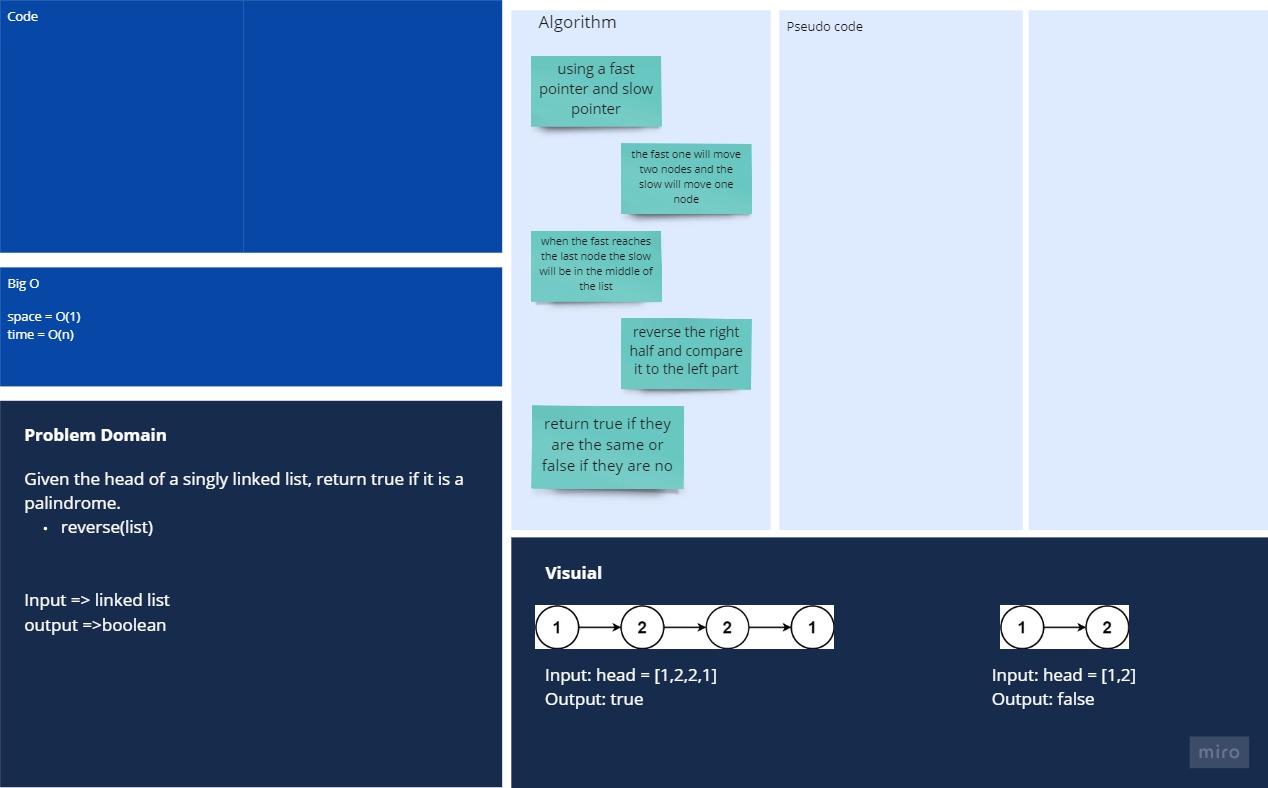 Code
Big O
space = O(1)
time = O(n)
Problem Domain
Given the head of a singly linked list, return true if it is a
palindrome.
• reverse(list)
Input => linked list
output =>boolean
Algorithm
using a fast
pointer and slow
pointer
the fast one will move
two nodes and the
slow will move one
node
when the fast reaches
the last node the slow
will be in the middle of
the list
reverse the right
half and compare
it to the left part
return true if they
are the same or
false if they are no
Pseudo code
Visuial
1 2 2 1
Input: head = [1,2,2,1]
Output: true
1 2
Input: head = [1,2]
Output: false
miro